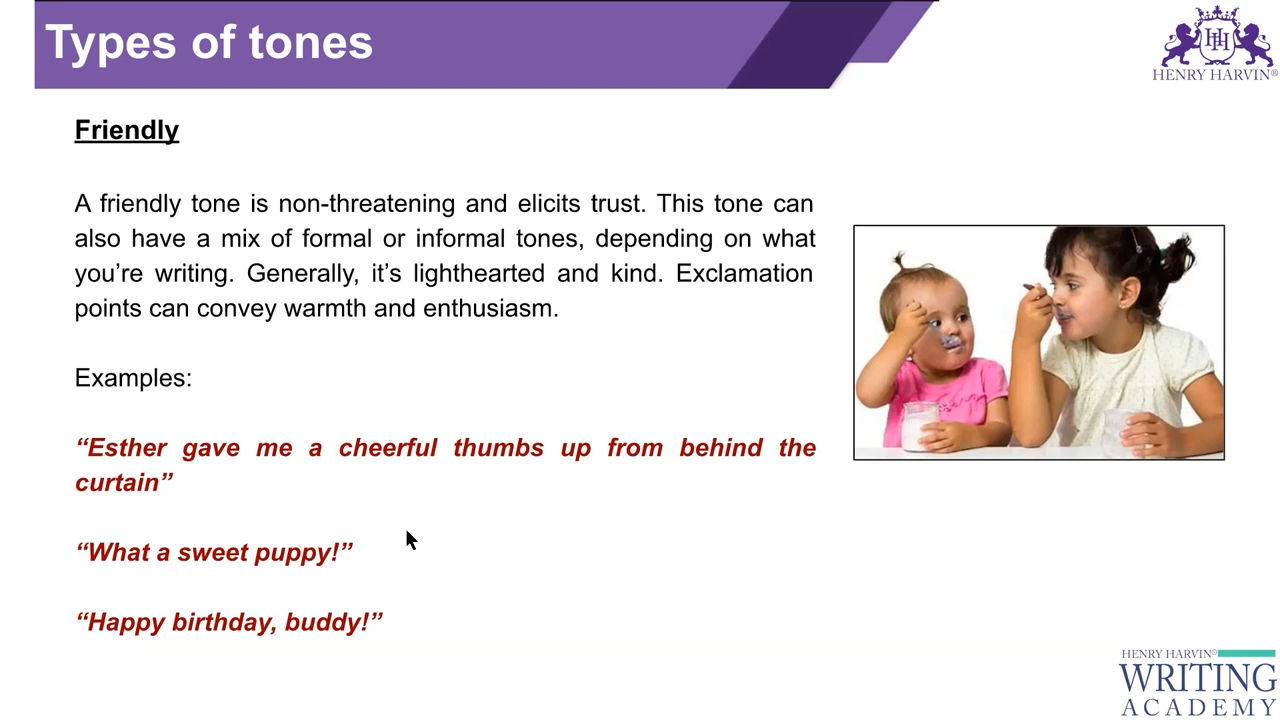 Types of tones
HENRY HARVIN®
Friendly
A friendly tone is non-threatening and elicits trust. This tone can
also have a mix of formal or informal tones, depending on what
you’re writing. Generally, it’s lighthearted and kind. Exclamation
points can convey warmth and enthusiasm.
Examples:
“Esther gave me a cheerful thumbs up from behind the
curtain”
“What a sweet puppy!”
“Happy birthday, buddy!”
HENRY HARVIN®
WRITING
ACADEMY